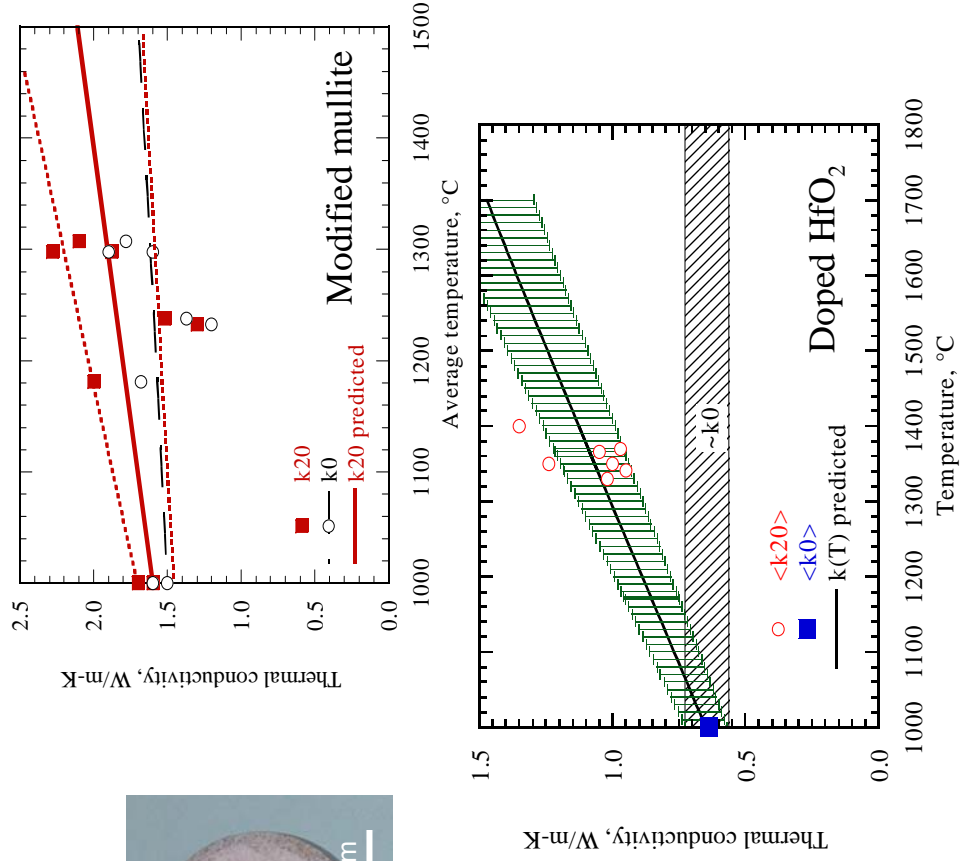 2.5
2.0
1.5
1.0
0.5
0.0
Thermal conductivity, W/m-K
1000
1100
1200
1300
1400
1500
Average temperature, °C
k20
k0
k20 predicted
Modified mullite
m
1.5
1.0
0.5
0.0
Thermal conductivity, W/m-K
1000
1100
1200
1300
1400
1500
1600
1700
1800
Temperature, °C
~k0
<k20>
<k0>
k(T) predicted
Doped HfO₂